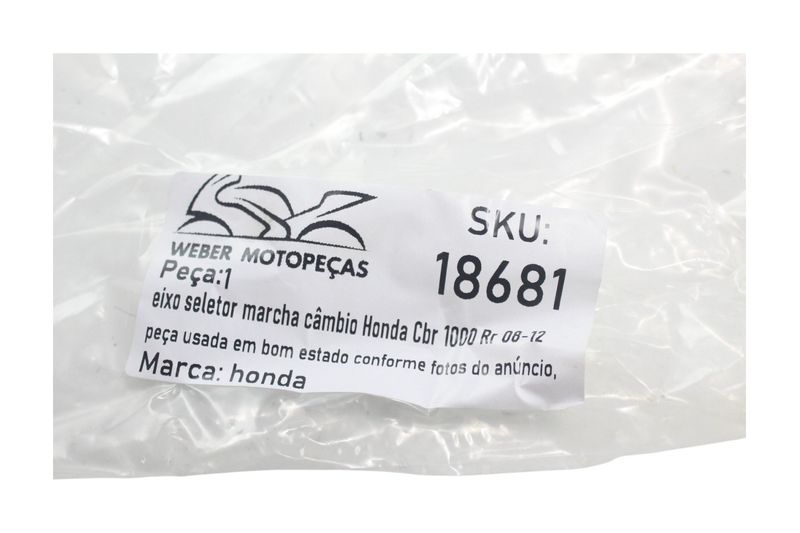 WEBER MOTOPEÇAS
SKU:
18681
Peça:1
eixo seletor marcha câmbio Honda Cbr 1000 Rr 08-12
peça usada em bom estado conforme fotos do anúncio,
Marca: honda